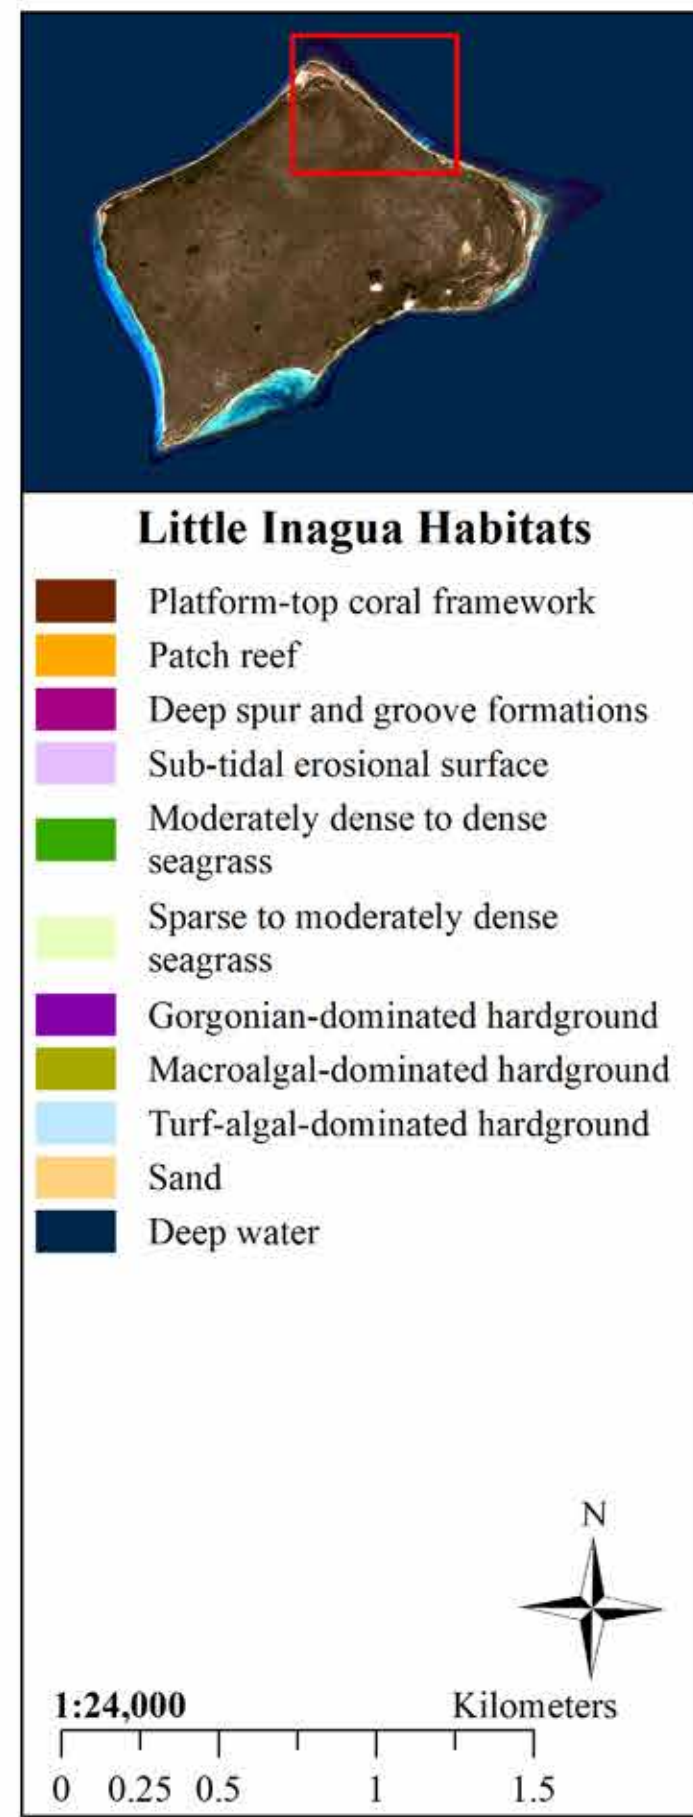 Little Inagua Habitats
Platform-top coral framework
Patch reef
Deep spur and groove formations
Sub-tidal erosional surface
Moderately dense to dense
seagrass
Sparse to moderately dense
seagrass
Gorgonian-dominated hardground
Macroalgal-dominated hardground
Turf-algal-dominated hardground
Sand
Deep water
N
1:24,000 Kilometers
0 0.25 0.5 1 1.5